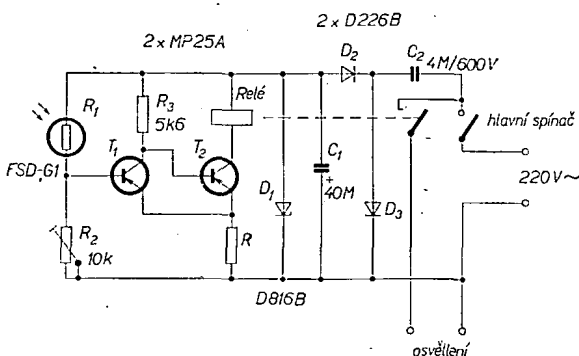 2 x D226B
2 x MP25A
D2
C2
4M/600V
R1
R3
5k6
Relé
T1
T2
C1
hlavní spínač
FSD-G1
+
40M
D1
D3
220V~
R2
10k
R
D816B
osvětlení